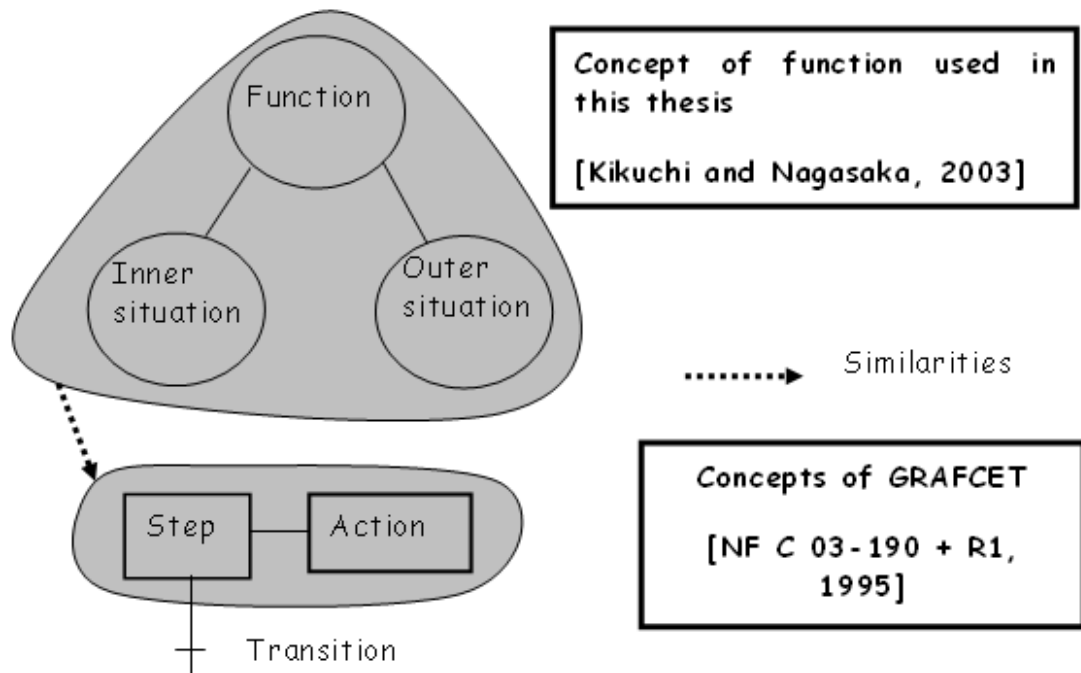 Function
Inner
situation
Outer
situation
Concept of function used in
this thesis
[Kikuchi and Nagasaka, 2003]
Similarities
Step
Action
Transition
Concepts of GRAFCET
[NF C 03-190 + R1,
1995]